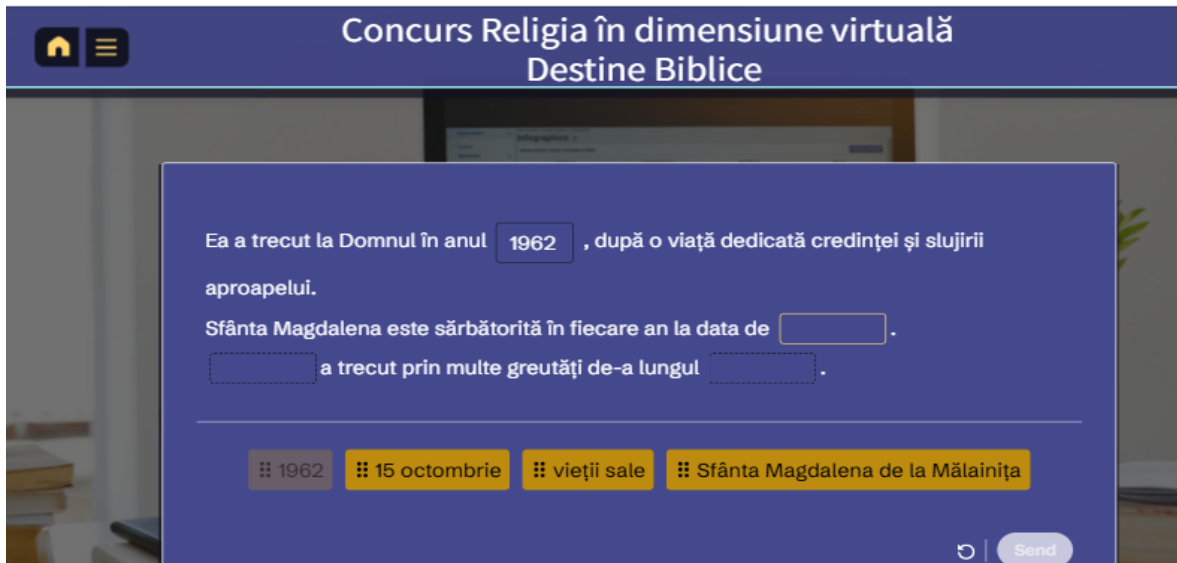 Concurs Religia în dimensiune virtuală
Destine Biblice
Infographics
Ea a trecut la Domnul în anul 1962 , după o viață dedicată credinței și slujirii
aproapelui.
Sfânta Magdalena este sărbătorită în fiecare an la data de .
a trecut prin multe greutăți de-a lungul .
1962 15 octombrie vieții sale Sfânta Magdalena de la Mălainița
Send